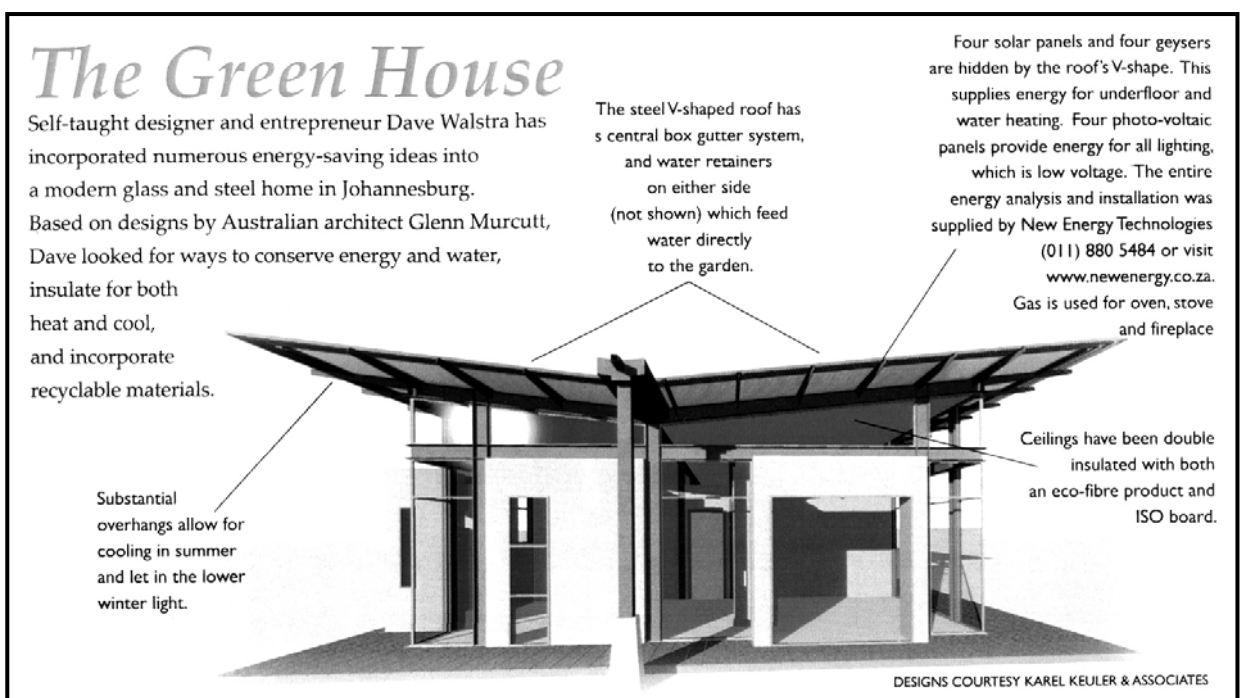 The Green House
Self-taught designer and entrepreneur Dave Walstra has
incorporated numerous energy-saving ideas into
a modern glass and steel home in Johannesburg.
Based on designs by Australian architect Glenn Murcutt,
Dave looked for ways to conserve energy and water,
insulate for both
heat and cool,
and incorporate
recyclable materials.
The steel V-shaped roof has
s central box gutter system,
and water retainers
on either side
(not shown) which feed
water directly
to the garden.
Four solar panels and four geysers
are hidden by the roof's V-shape. This
supplies energy for underfloor and
water heating. Four photo-voltaic
panels provide energy for all lighting,
which is low voltage. The entire
energy analysis and installation was
supplied by New Energy Technologies
(011) 880 5484 or visit
www.newenergy.co.za.
Gas is used for oven, stove
and fireplace
Ceilings have been double
insulated with both
an eco-fibre product and
ISO board.
Substantial
overhangs allow for
cooling in summer
and let in the lower
winter light.
DESIGNS COURTESY KAREL KEULER & ASSOCIATES